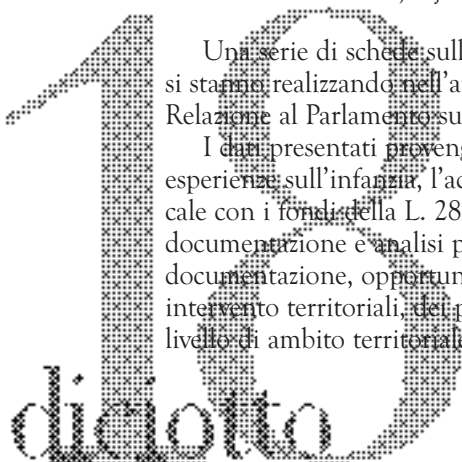 Una serie di schede sull
si stanno realizzando nell'a
Relazione al Parlamento su
I dati presentati proveng
esperienze sull'infanzia, l'ad
cale con i fondi della L. 28
documentazione e analisi p
documentazione, opportun
intervento territoriali, dei p
livello di ambito territoriale
18
diciotto